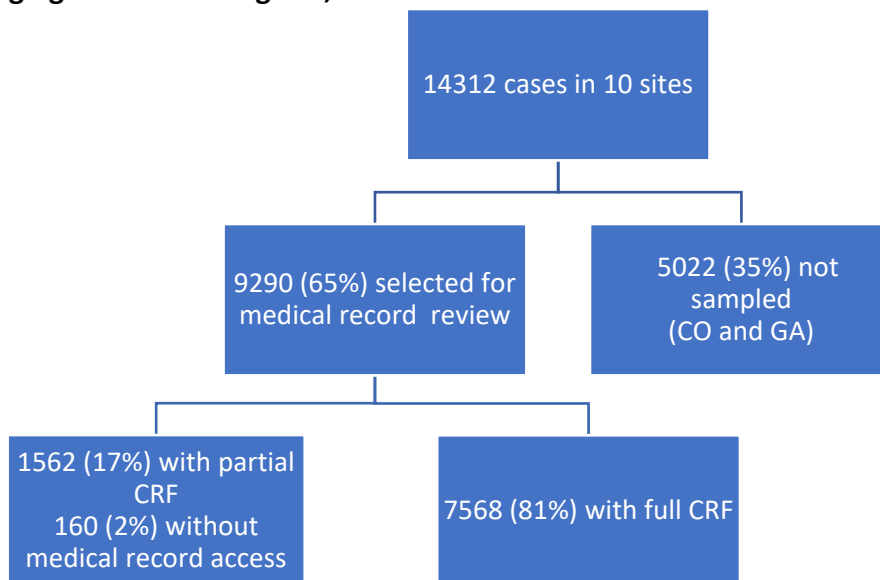 14312 cases in 10 sites
9290 (65%) selected for
medical record review
5022 (35%) not
sampled
(CO and GA)
1562 (17%) with partial
CRF
160 (2%) without
medical record access
7568 (81%) with full CRF